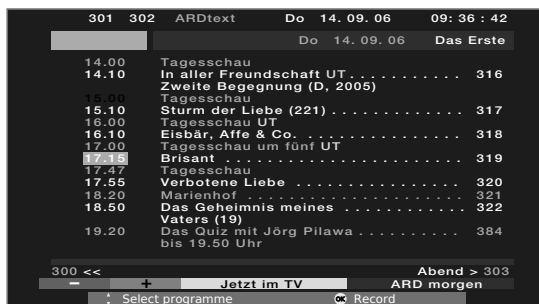 301 302 ARDtext Do 14. 09. 06 09: 36 : 42
Do 14. 09. 06 Das Erste
14.00 Tagesschau
14.10 In aller Freundschaft UT . . . . . . . . . . . 316
Zweite Begegnung (D, 2005)
15.00 Tagesschau
15.10 Sturm der Liebe (221) . . . . . . . . . . . . . 317
16.00 Tagesschau UT
16.10 Eisbär, Affe & Co. . . . . . . . . . . . . . . . . 318
17.00 Tagesschau um fünf UT
17.15 Brisant . . . . . . . . . . . . . . . . . . . . . . . 319
17.47 Tagesschau
17.55 Verbotene Liebe . . . . . . . . . . . . . . . . 320
18.20 Marienhof . . . . . . . . . . . . . . . . . . . . . 321
18.50 Das Geheimnis meines . . . . . . . . . . . 322
Vaters (19)
19.20 Das Quiz mit Jörg Pilawa . . . . . . . . . . 384
bis 19.50 Uhr
300 << Abend > 303
− + Jetzt im TV ARD morgen
Select programme OK Record